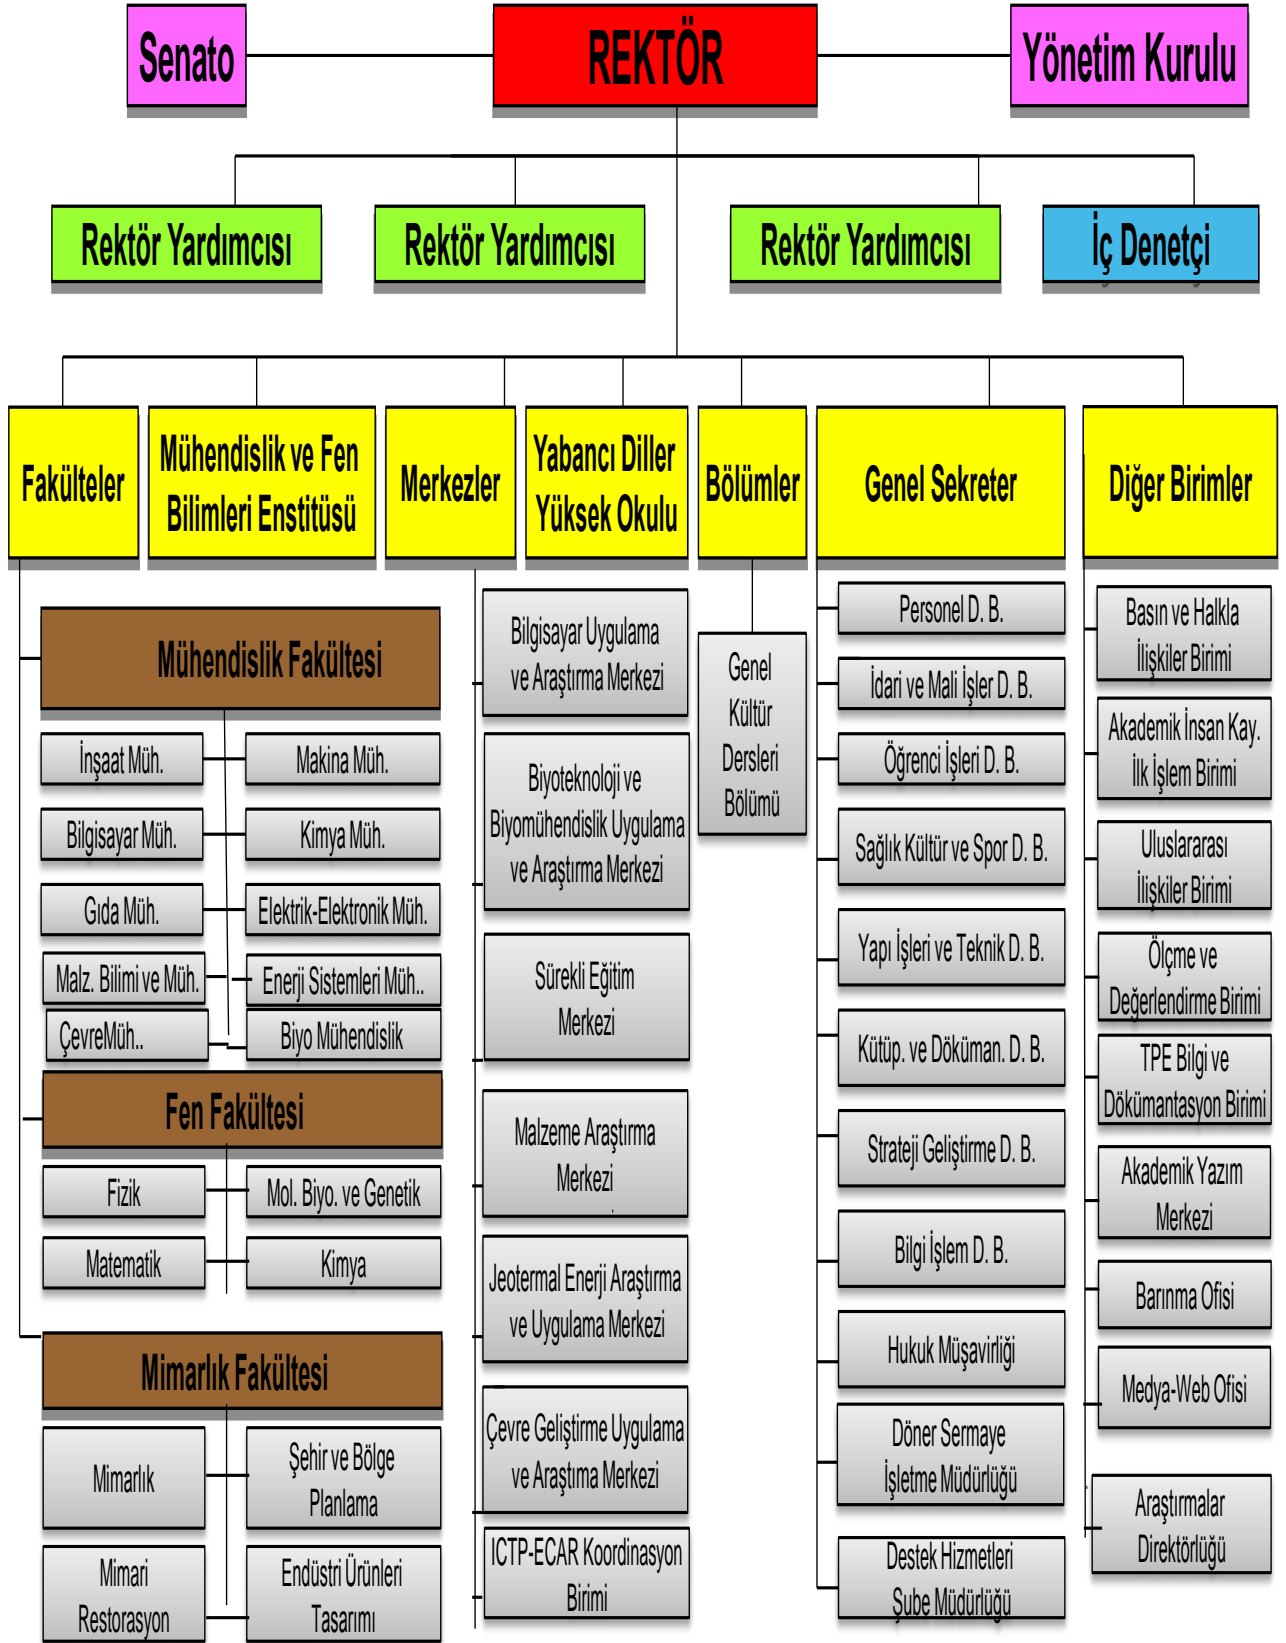 Senato
REKTÖR
Yönetim Kurulu
Rektör Yardımcısı
Rektör Yardımcısı
Rektör Yardımcısı
İç Denetçi
Fakülteler
Mühendislik ve Fen
Bilimleri Enstitüsü
Merkezler
Yabancı Diller
Yüksek Okulu
Bölümler
Genel Sekreter
Diğer Birimler
Mühendislik Fakültesi
İnşaat Müh.
Makina Müh.
Bilgisayar Müh.
Kimya Müh.
Gıda Müh.
Elektrik-Elektronik Müh.
Malz. Bilimi ve Müh.
Enerji Sistemleri Müh..
ÇevreMüh..
Biyo Mühendislik
Fen Fakültesi
Fizik
Mol. Biyo. ve Genetik
Matematik
Kimya
Mimarlık Fakültesi
Mimarlık
Şehir ve Bölge
Planlama
Mimari
Restorasyon
Endüstri Ürünleri
Tasarımı
Bilgisayar Uygulama
ve Araştırma Merkezi
Biyoteknoloji ve
Biyomühendislik Uygulama
ve Araştırma Merkezi
Sürekli Eğitim
Merkezi
Malzeme Araştırma
Merkezi
Jeotermal Enerji Araştırma
ve Uygulama Merkezi
Çevre Geliştirme Uygulama
ve Araştıma Merkezi
ICTP-ECAR Koordinasyon
Birimi
Genel
Kültür
Dersleri
Bölümü
Personel D. B.
İdari ve Mali İşler D. B.
Öğrenci İşleri D. B.
Sağlık Kültür ve Spor D. B.
Yapı İşleri ve Teknik D. B.
Kütüp. ve Döküman. D. B.
Strateji Geliştirme D. B.
Bilgi İşlem D. B.
Hukuk Müşavirliği
Döner Sermaye
İşletme Müdürlüğü
Destek Hizmetleri
Şube Müdürlüğü
Basın ve Halkla
İlişkiler Birimi
Akademik İnsan Kay.
İlk İşlem Birimi
Uluslararası
İlişkiler Birimi
Ölçme ve
Değerlendirme Birimi
TPE Bilgi ve
Dökümantasyon Birimi
Akademik Yazım
Merkezi
Barınma Ofisi
Medya-Web Ofisi
Araştırmalar
Direktörlüğü